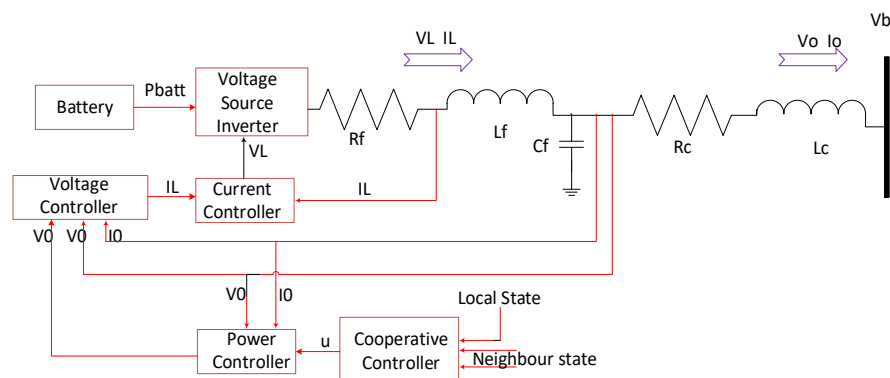 Vb
VL IL
Vo Io
Pbatt
Battery
Voltage
Source
Inverter
Rf
Lf
Cf
Rc
Lc
VL
Voltage
Controller
IL
Current
Controller
IL
V0 V0 I0
V0 I0
Local State
Power
Controller
u
Cooperative
Controller
Neighbour state